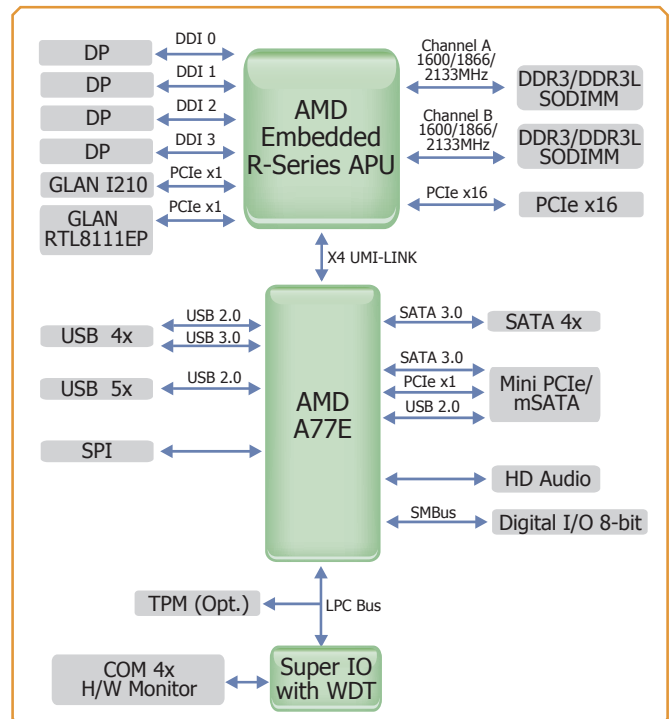 DP
DDI 0
DP
DDI 1
DP
DDI 2
DP
DDI 3
GLAN I210
PCIe x1
GLAN
RTL8111EP
PCIe x1
AMD
Embedded
R-Series APU
Channel A
1600/1866/
2133MHz
DDR3/DDR3L
SODIMM
Channel B
1600/1866/
2133MHz
DDR3/DDR3L
SODIMM
PCIe x16
PCIe x16
X4 UMI-LINK
USB 4x
USB 2.0
USB 3.0
USB 5x
USB 2.0
SPI
AMD
A77E
SATA 3.0
SATA 4x
SATA 3.0
PCIe x1
USB 2.0
Mini PCIe/
mSATA
HD Audio
SMBus
Digital I/O 8-bit
TPM (Opt.)
LPC Bus
COM 4x
H/W Monitor
Super IO
with WDT